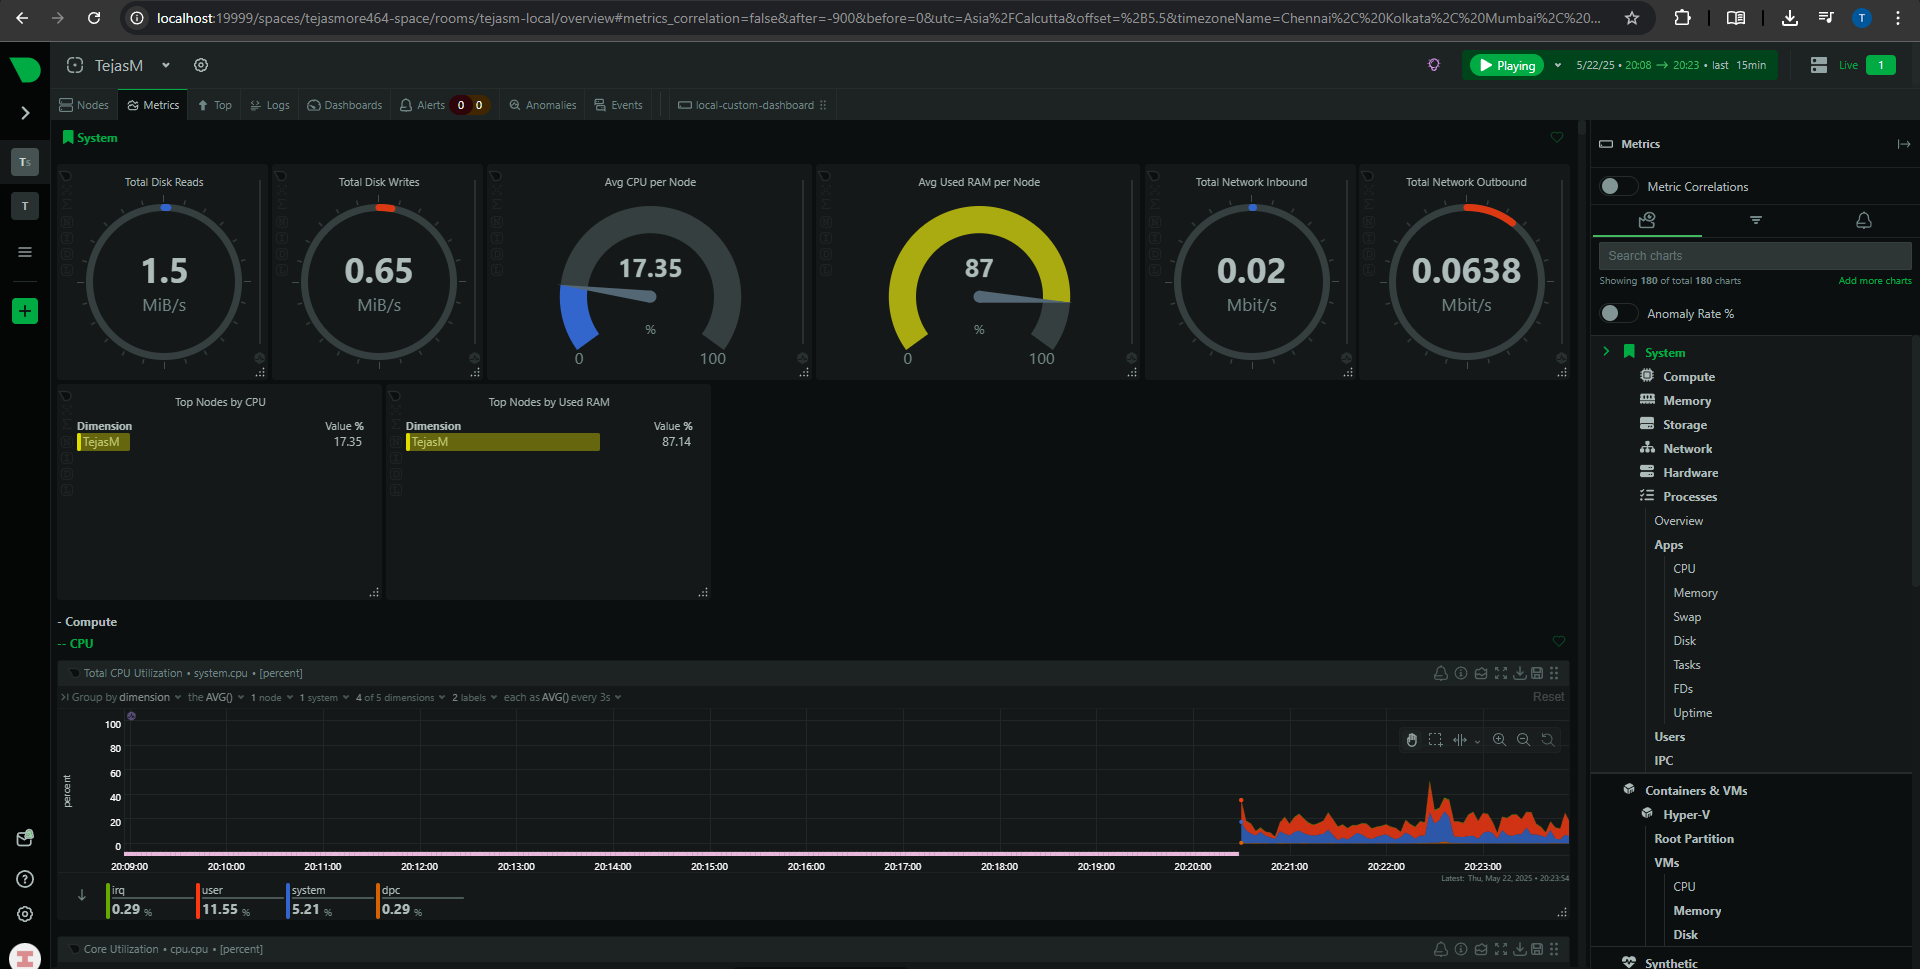 localhost:19999/spaces/tejasmore464-space/rooms/tejasm-local/overview#metrics_correlation=false&after=-900&before=0&utc=Asia%2FCalcutta&offset=%2B5.5&timezoneName=Chennai%2C%20Kolkata%2C%20Mumbai%2C%20...
T
TejasM
Playing
5/22/25 • 20:08 → 20:23 • last 15min
Live 1
Nodes Metrics Top Logs Dashboards Alerts 0 0 Anomalies Events local-custom-dashboard
Ts
T
System
Total Disk Reads
1.5
MiB/s
Total Disk Writes
0.65
MiB/s
Avg CPU per Node
17.35
%
0 100
Avg Used RAM per Node
87
%
0 100
Total Network Inbound
0.02
Mbit/s
Total Network Outbound
0.0638
Mbit/s
Top Nodes by CPU
Dimension Value %
TejasM 17.35
Top Nodes by Used RAM
Dimension Value %
TejasM 87.14
- Compute
-- CPU
Total CPU Utilization • system.cpu • [percent]
Group by dimension the AVG() 1 node 1 system 4 of 5 dimensions 2 labels each as AVG() every 3s Reset
percent
100
80
60
40
20
0
20:09:00 20:10:00 20:11:00 20:12:00 20:13:00 20:14:00 20:15:00 20:16:00 20:17:00 20:18:00 20:19:00 20:20:00 20:21:00 20:22:00 20:23:00
Latest: Thu, May 22, 2025 • 20:23:54
irq user system dpc
0.29 % 11.55 % 5.21 % 0.29 %
Core Utilization • cpu.cpu • [percent]
Metrics
Metric Correlations
Search charts
Showing 180 of total 180 charts Add more charts
Anomaly Rate %
System
Compute
Memory
Storage
Network
Hardware
Processes
Overview
Apps
CPU
Memory
Swap
Disk
Tasks
FDs
Uptime
Users
IPC
Containers & VMs
Hyper-V
Root Partition
VMs
CPU
Memory
Disk
Synthetic